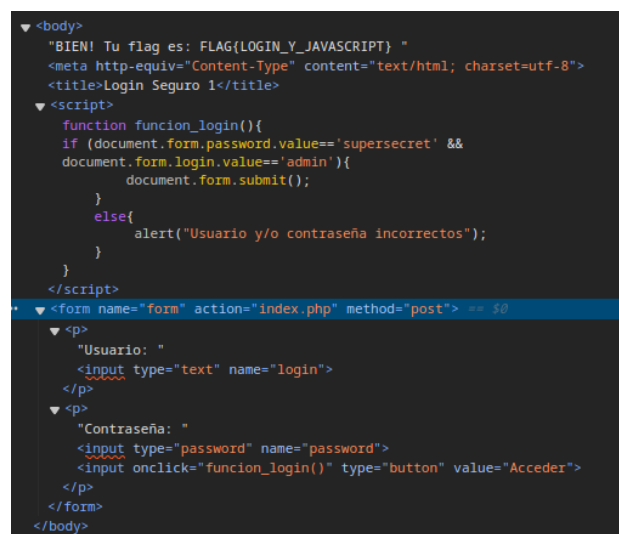 ▼ <body>
"BIEN! Tu flag es: FLAG{LOGIN_Y_JAVASCRIPT} "
<meta http-equiv="Content-Type" content="text/html; charset=utf-8">
<title>Login Seguro 1</title>
▼ <script>
function funcion_login(){
if (document.form.password.value=='supersecret' &&
document.form.login.value=='admin'){
document.form.submit();
}
else{
alert("Usuario y/o contraseña incorrectos");
}
}
</script>
▼ <form name="form" action="index.php" method="post"> == $0
▼ <p>
"Usuario: "
<input type="text" name="login">
</p>
▼ <p>
"Contraseña: "
<input type="password" name="password">
<input onclick="funcion_login()" type="button" value="Acceder">
</p>
</form>
</body>